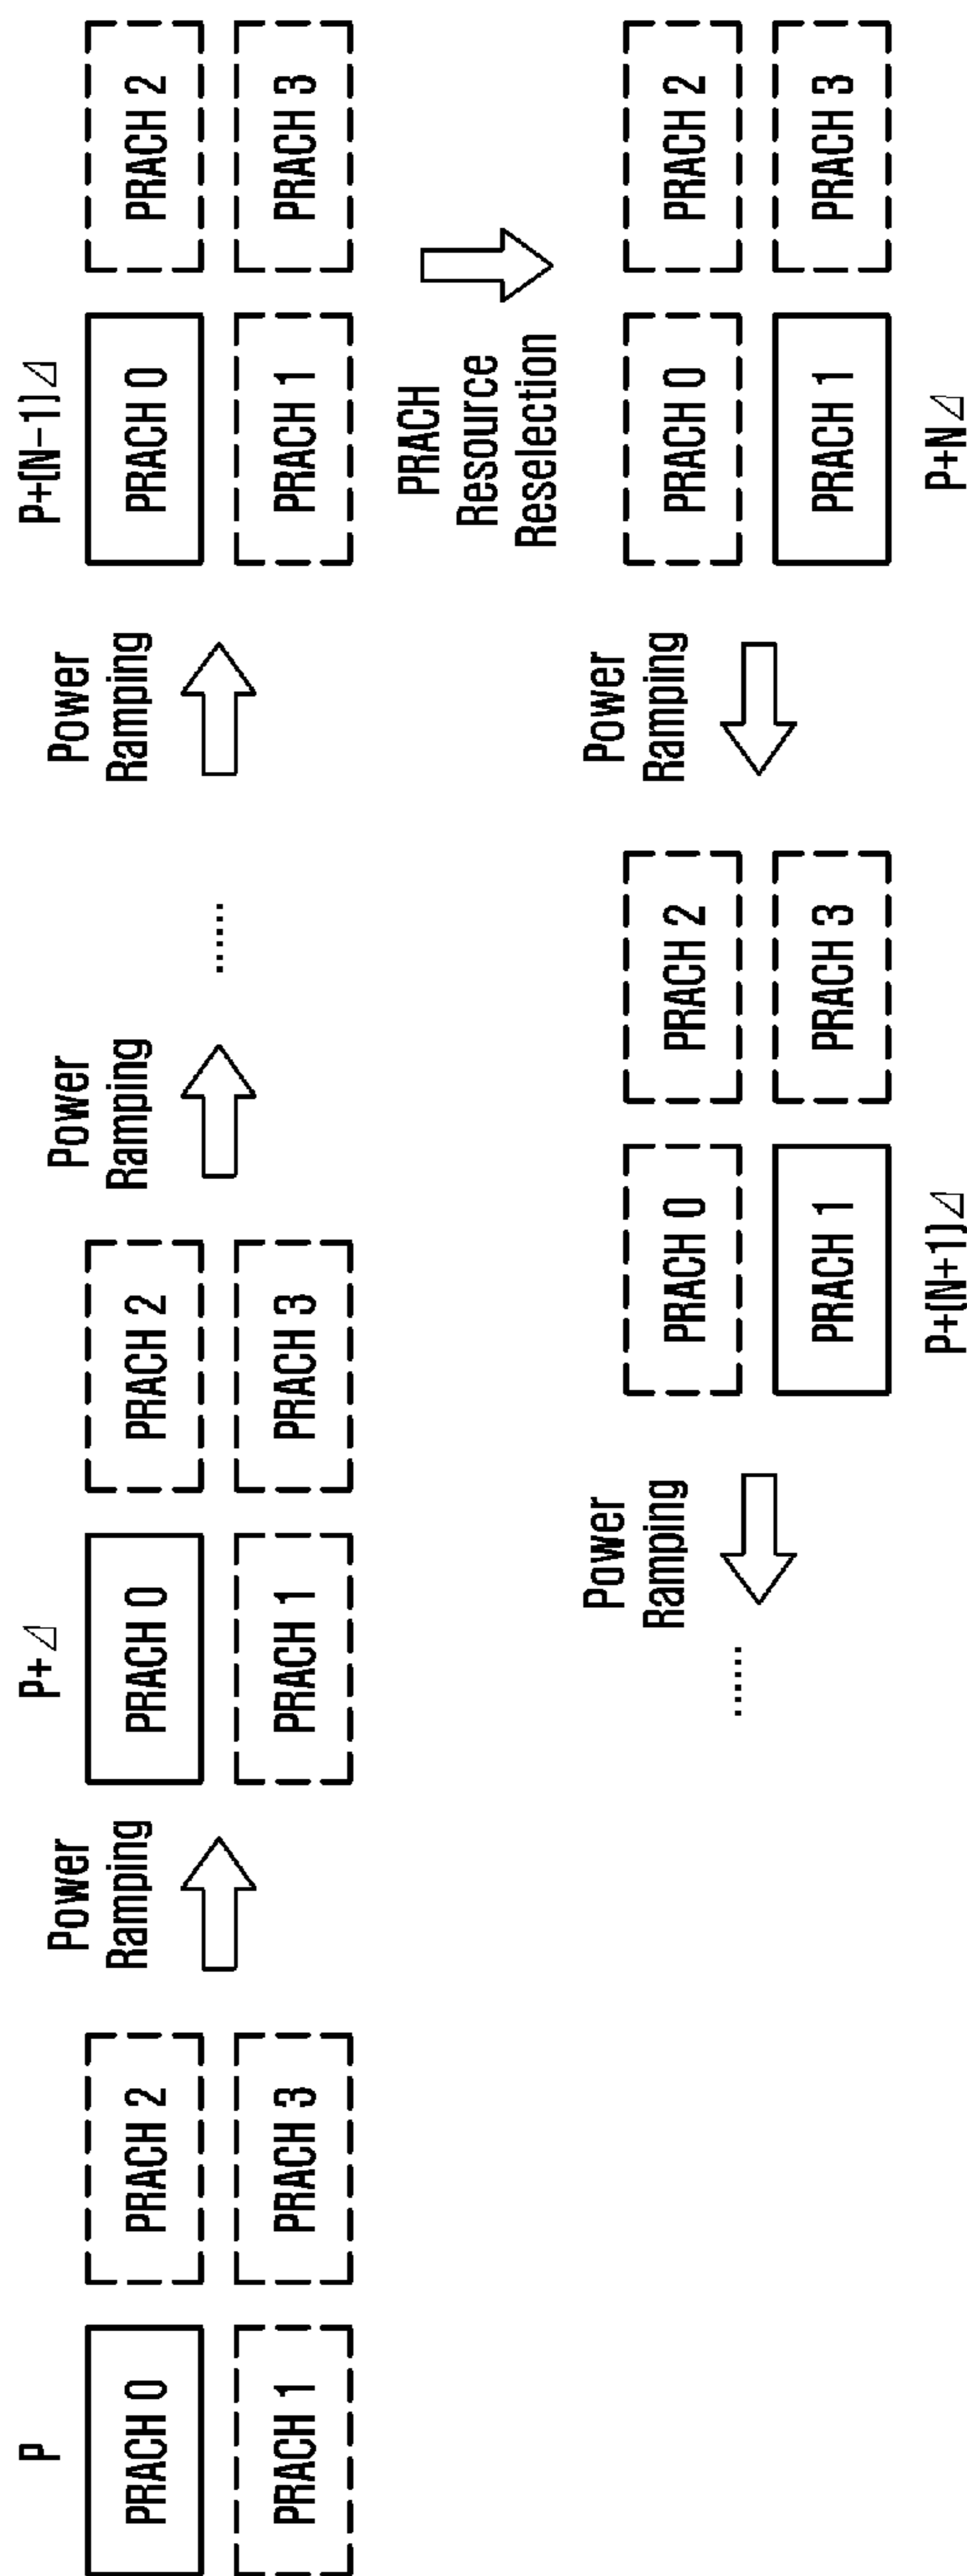 P
PRACH 0
PRACH 2
PRACH 1
PRACH 3
Power
Ramping
P+⊿
PRACH 0
PRACH 2
PRACH 1
PRACH 3
Power
Ramping
......
Power
Ramping
P+(N-1)⊿
PRACH 0
PRACH 2
PRACH 1
PRACH 3
PRACH
Resource
Reselection
PRACH 0
PRACH 2
PRACH 1
PRACH 3
P+N⊿
Power
Ramping
PRACH 0
PRACH 2
PRACH 1
PRACH 3
P+(N+1)⊿
Power
Ramping
......